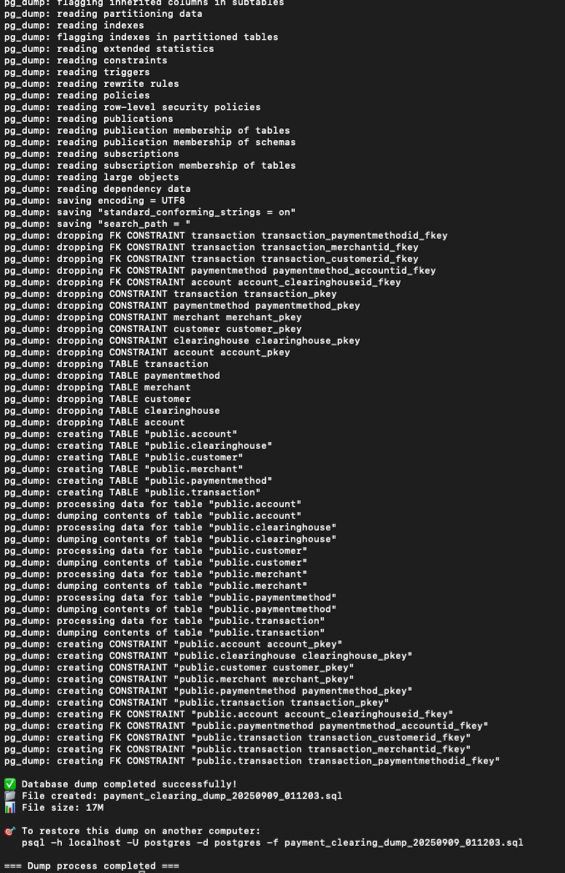 pg_dump: flagging inherited columns in subtables
pg_dump: reading partitioning data
pg_dump: reading indexes
pg_dump: flagging indexes in partitioned tables
pg_dump: reading extended statistics
pg_dump: reading constraints
pg_dump: reading triggers
pg_dump: reading rewrite rules
pg_dump: reading policies
pg_dump: reading row-level security policies
pg_dump: reading publications
pg_dump: reading publication membership of tables
pg_dump: reading publication membership of schemas
pg_dump: reading subscriptions
pg_dump: reading subscription membership of tables
pg_dump: reading large objects
pg_dump: reading dependency data
pg_dump: saving encoding = UTF8
pg_dump: saving "standard_conforming_strings = on"
pg_dump: saving "search_path = "
pg_dump: dropping FK CONSTRAINT transaction transaction_paymentmethodid_fkey
pg_dump: dropping FK CONSTRAINT transaction transaction_merchantid_fkey
pg_dump: dropping FK CONSTRAINT transaction transaction_customerid_fkey
pg_dump: dropping FK CONSTRAINT paymentmethod paymentmethod_accountid_fkey
pg_dump: dropping FK CONSTRAINT account account_clearinghouseid_fkey
pg_dump: dropping CONSTRAINT transaction transaction_pkey
pg_dump: dropping CONSTRAINT paymentmethod paymentmethod_pkey
pg_dump: dropping CONSTRAINT merchant merchant_pkey
pg_dump: dropping CONSTRAINT customer customer_pkey
pg_dump: dropping CONSTRAINT clearinghouse clearinghouse_pkey
pg_dump: dropping CONSTRAINT account account_pkey
pg_dump: dropping TABLE transaction
pg_dump: dropping TABLE paymentmethod
pg_dump: dropping TABLE merchant
pg_dump: dropping TABLE customer
pg_dump: dropping TABLE clearinghouse
pg_dump: dropping TABLE account
pg_dump: creating TABLE "public.account"
pg_dump: creating TABLE "public.clearinghouse"
pg_dump: creating TABLE "public.customer"
pg_dump: creating TABLE "public.merchant"
pg_dump: creating TABLE "public.paymentmethod"
pg_dump: creating TABLE "public.transaction"
pg_dump: processing data for table "public.account"
pg_dump: dumping contents of table "public.account"
pg_dump: processing data for table "public.clearinghouse"
pg_dump: dumping contents of table "public.clearinghouse"
pg_dump: processing data for table "public.customer"
pg_dump: dumping contents of table "public.customer"
pg_dump: processing data for table "public.merchant"
pg_dump: dumping contents of table "public.merchant"
pg_dump: processing data for table "public.paymentmethod"
pg_dump: dumping contents of table "public.paymentmethod"
pg_dump: processing data for table "public.transaction"
pg_dump: dumping contents of table "public.transaction"
pg_dump: creating CONSTRAINT "public.account account_pkey"
pg_dump: creating CONSTRAINT "public.clearinghouse clearinghouse_pkey"
pg_dump: creating CONSTRAINT "public.customer customer_pkey"
pg_dump: creating CONSTRAINT "public.merchant merchant_pkey"
pg_dump: creating CONSTRAINT "public.paymentmethod paymentmethod_pkey"
pg_dump: creating CONSTRAINT "public.transaction transaction_pkey"
pg_dump: creating FK CONSTRAINT "public.account account_clearinghouseid_fkey"
pg_dump: creating FK CONSTRAINT "public.paymentmethod paymentmethod_accountid_fkey"
pg_dump: creating FK CONSTRAINT "public.transaction transaction_customerid_fkey"
pg_dump: creating FK CONSTRAINT "public.transaction transaction_merchantid_fkey"
pg_dump: creating FK CONSTRAINT "public.transaction transaction_paymentmethodid_fkey"
✅ Database dump completed successfully!
📁 File created: payment_clearing_dump_20250909_011203.sql
📊 File size: 17M
🎯 To restore this dump on another computer:
psql -h localhost -U postgres -d postgres -f payment_clearing_dump_20250909_011203.sql
=== Dump process completed ===